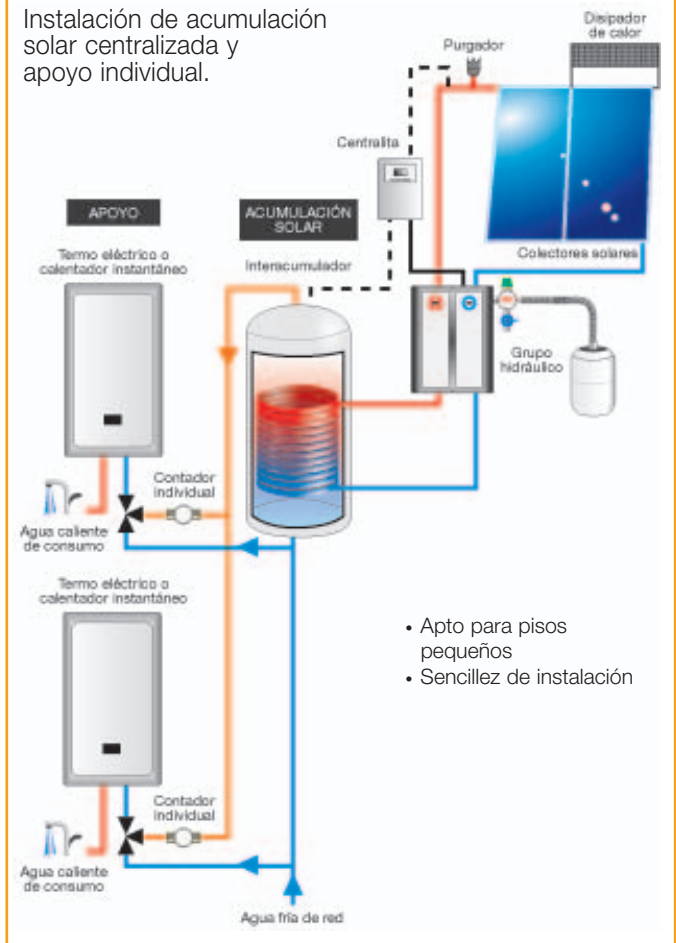 Instalación de acumulación
solar centralizada y
apoyo individual.
Disipador
de calor
Purgador
Centralita
APOYO
ACUMULACIÓN
SOLAR
Termo eléctrico o
calentador instantáneo
Interacumulador
Colectores solares
Grupo
hidráulico
Contador
individual
Agua caliente
de consumo
Termo eléctrico o
calentador instantáneo
• Apto para pisos
pequeños
• Sencillez de instalación
Contador
individual
Agua caliente
de consumo
Agua fría de red